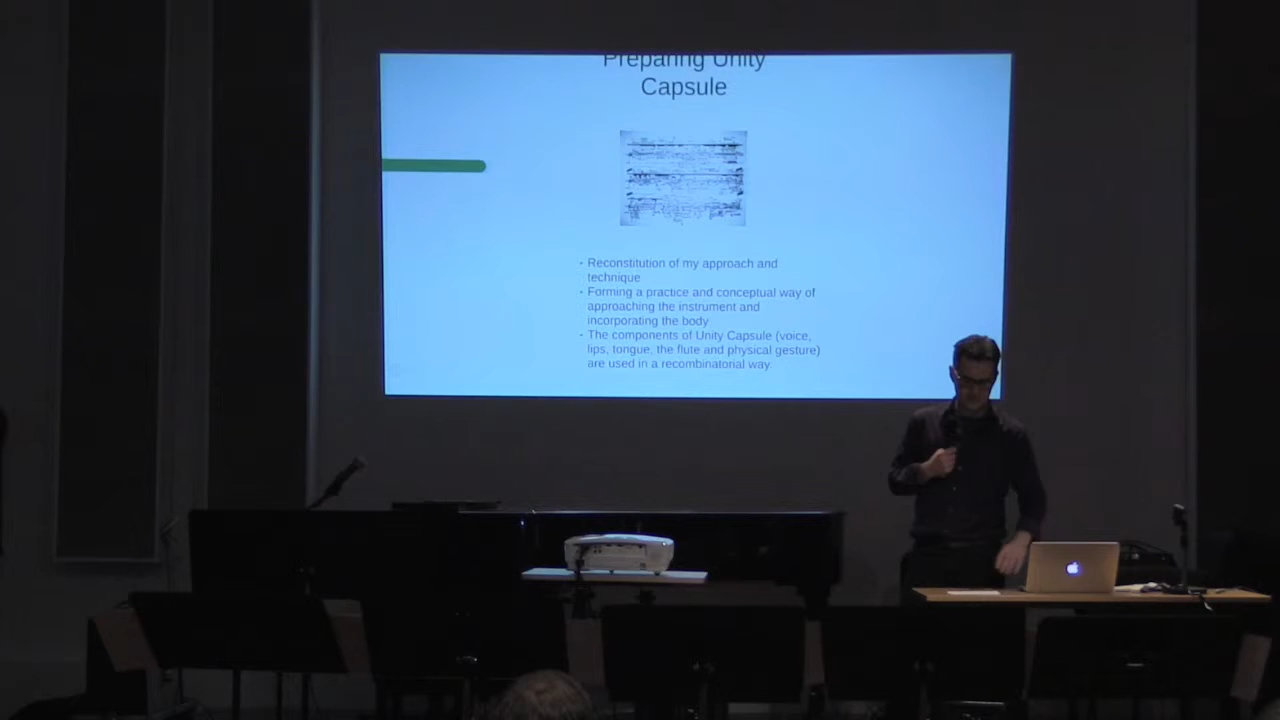 Preparing Unity
Capsule
- Reconstitution of my approach and
technique
- Forming a practice and conceptual way of
approaching the instrument and
incorporating the body
- The components of Unity Capsule (voice,
lips, tongue, the flute and physical gesture)
are used in a recombinatorial way.